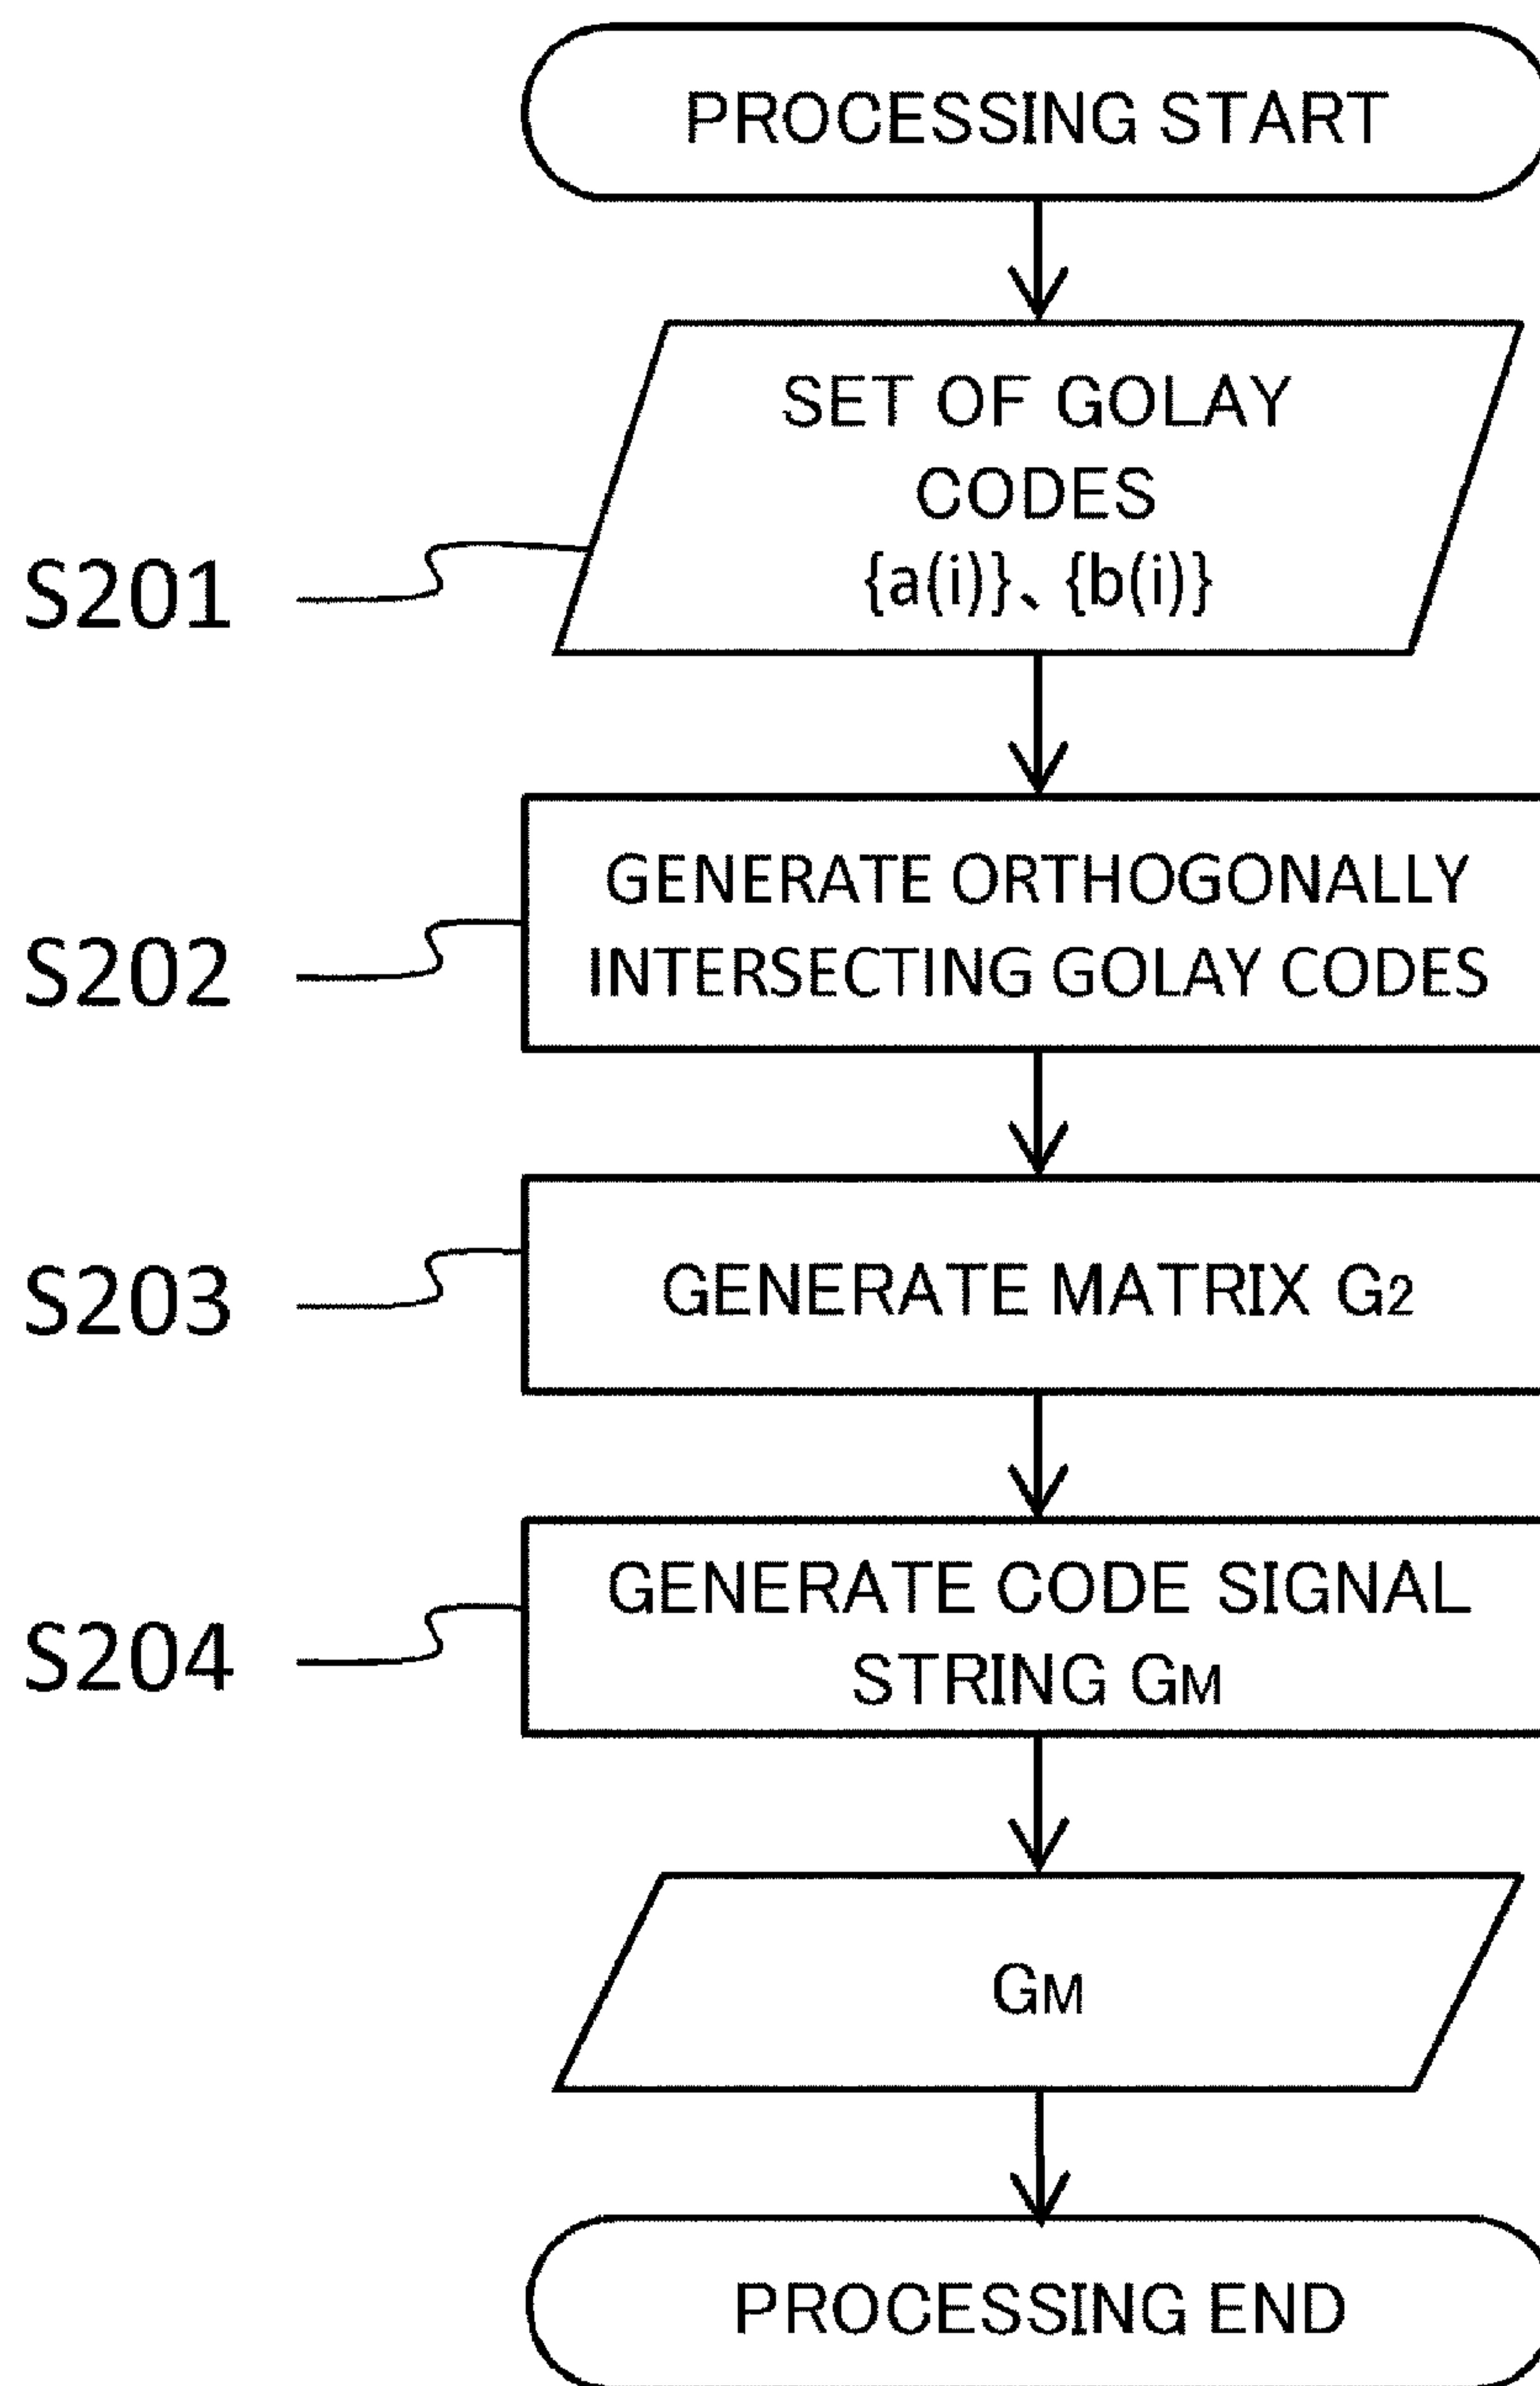 PROCESSING START
SET OF GOLAY
CODES
{a(i)}、{b(i)}
S201
GENERATE ORTHOGONALLY
INTERSECTING GOLAY CODES
S202
GENERATE MATRIX G2
S203
GENERATE CODE SIGNAL
STRING GM
S204
GM
PROCESSING END